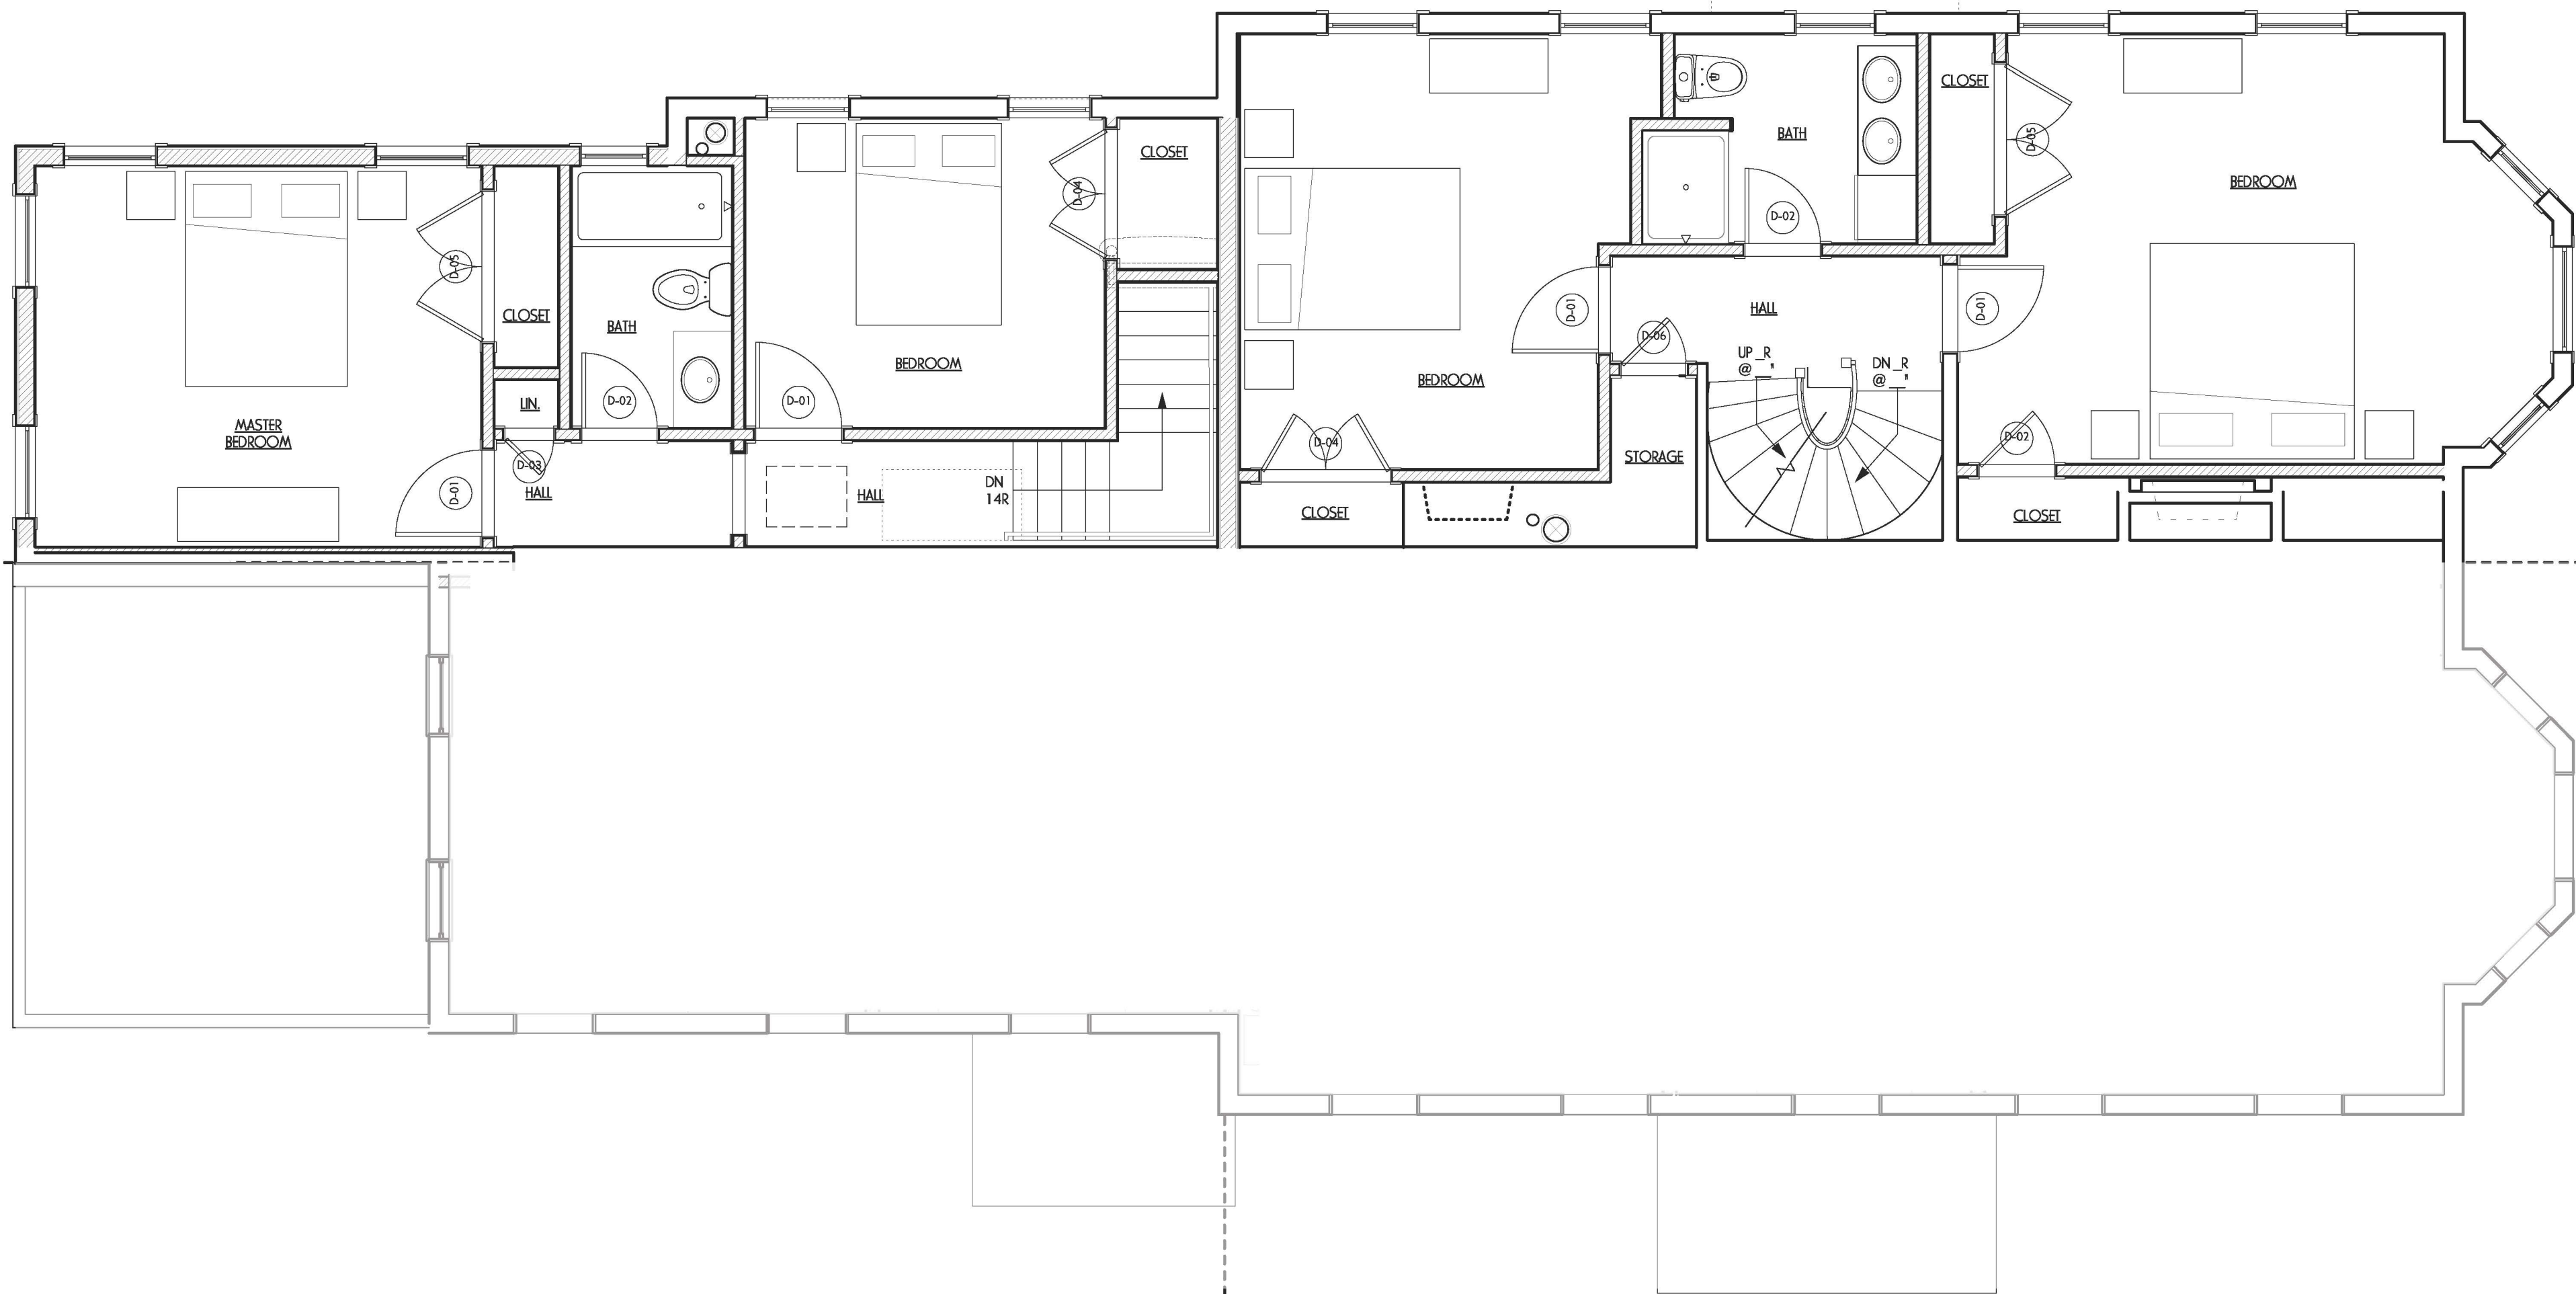 CLOSET
BATH
D-05
BEDROOM
D-02
CLOSET
D-04
D-05
CLOSET
BATH
BEDROOM
D-01
HALL
D-01
D-06
UP _R
@ __"
DN _R
@ __"
BEDROOM
LIN.
D-02
D-01
MASTER
BEDROOM
D-03
D-01
HALL
HALL
DN
14R
D-04
STORAGE
D-02
CLOSET
CLOSET